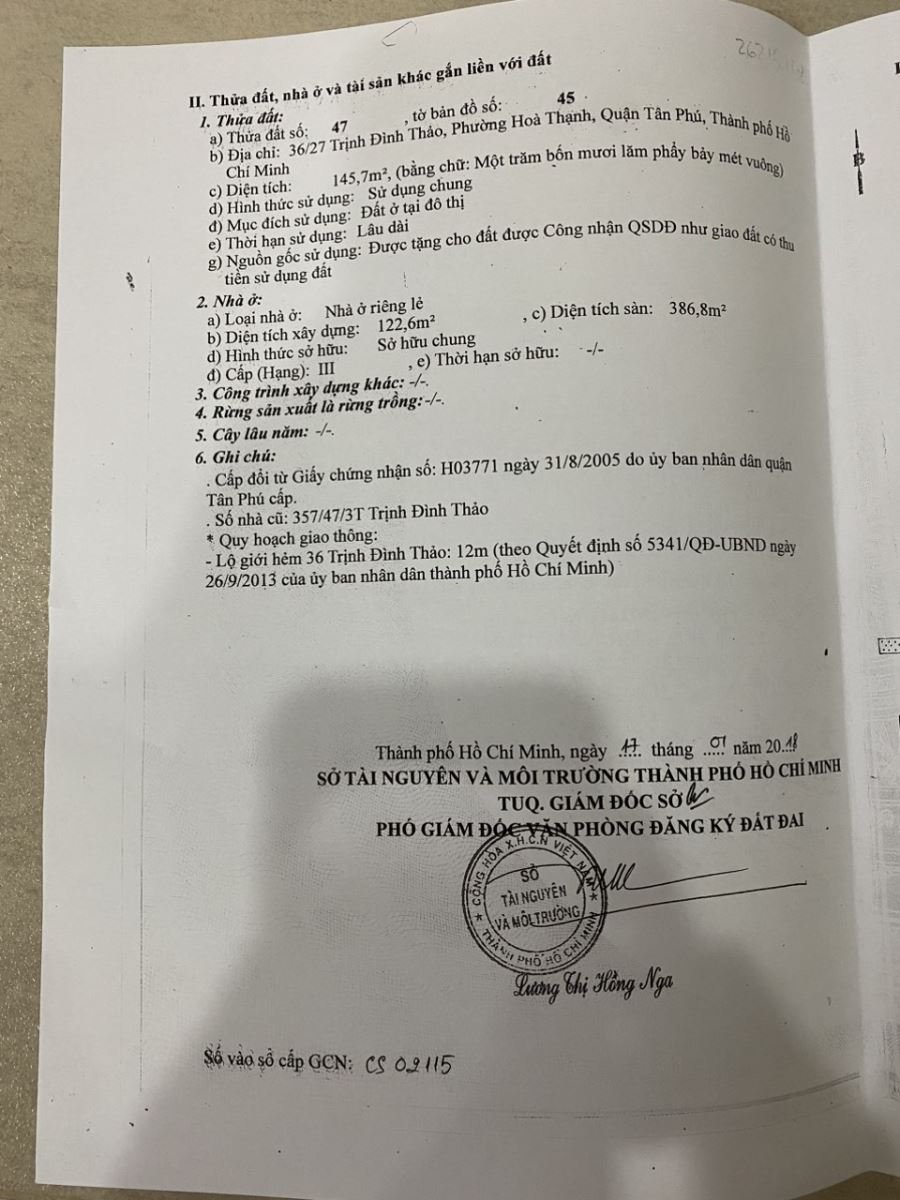 II. Thửa đất, nhà ở và tài sản khác gắn liền với đất
1. Thửa đất:
a) Thửa đất số: 47 , tờ bản đồ số: 45
b) Địa chỉ: 36/27 Trịnh Đình Thảo, Phường Hoà Thạnh, Quận Tân Phú, Thành phố Hồ
Chí Minh
c) Diện tích: 145,7m², (bằng chữ: Một trăm bốn mươi lăm phẩy bảy mét vuông)
d) Hình thức sử dụng: Sử dụng chung
đ) Mục đích sử dụng: Đất ở tại đô thị
e) Thời hạn sử dụng: Lâu dài
g) Nguồn gốc sử dụng: Được tặng cho đất được Công nhận QSDĐ như giao đất có thu
tiền sử dụng đất
2. Nhà ở:
a) Loại nhà ở: Nhà ở riêng lẻ
b) Diện tích xây dựng: 122,6m² , c) Diện tích sàn: 386,8m²
d) Hình thức sở hữu: Sở hữu chung
đ) Cấp (Hạng): III , e) Thời hạn sở hữu: -/-
3. Công trình xây dựng khác: -/-.
4. Rừng sản xuất là rừng trồng: -/-.
5. Cây lâu năm: -/-.
6. Ghi chú:
. Cấp đổi từ Giấy chứng nhận số: H03771 ngày 31/8/2005 do ủy ban nhân dân quận
Tân Phú cấp.
. Số nhà cũ: 357/47/3T Trịnh Đình Thảo
* Quy hoạch giao thông:
- Lộ giới hẻm 36 Trịnh Đình Thảo: 12m (theo Quyết định số 5341/QĐ-UBND ngày
26/9/2013 của ủy ban nhân dân thành phố Hồ Chí Minh)
Thành phố Hồ Chí Minh, ngày 17 tháng 01 năm 2018
SỞ TÀI NGUYÊN VÀ MÔI TRƯỜNG THÀNH PHỐ HỒ CHÍ MINH
TUQ. GIÁM ĐỐC SỞ
PHÓ GIÁM ĐỐC VĂN PHÒNG ĐĂNG KÝ ĐẤT ĐAI
CỘNG HÒA X.H.C.N VIỆT NAM
SỞ
TÀI NGUYÊN
VÀ MÔI TRƯỜNG
THÀNH PHỐ HỒ CHÍ MINH
Lương Thị Hồng Nga
Số vào sổ cấp GCN: CS 02115
B